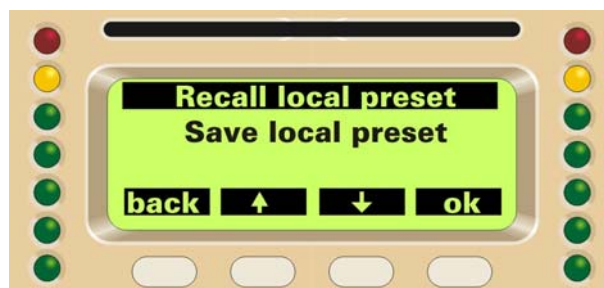 Recall local preset
Save local preset
back ↑ ↓ ok